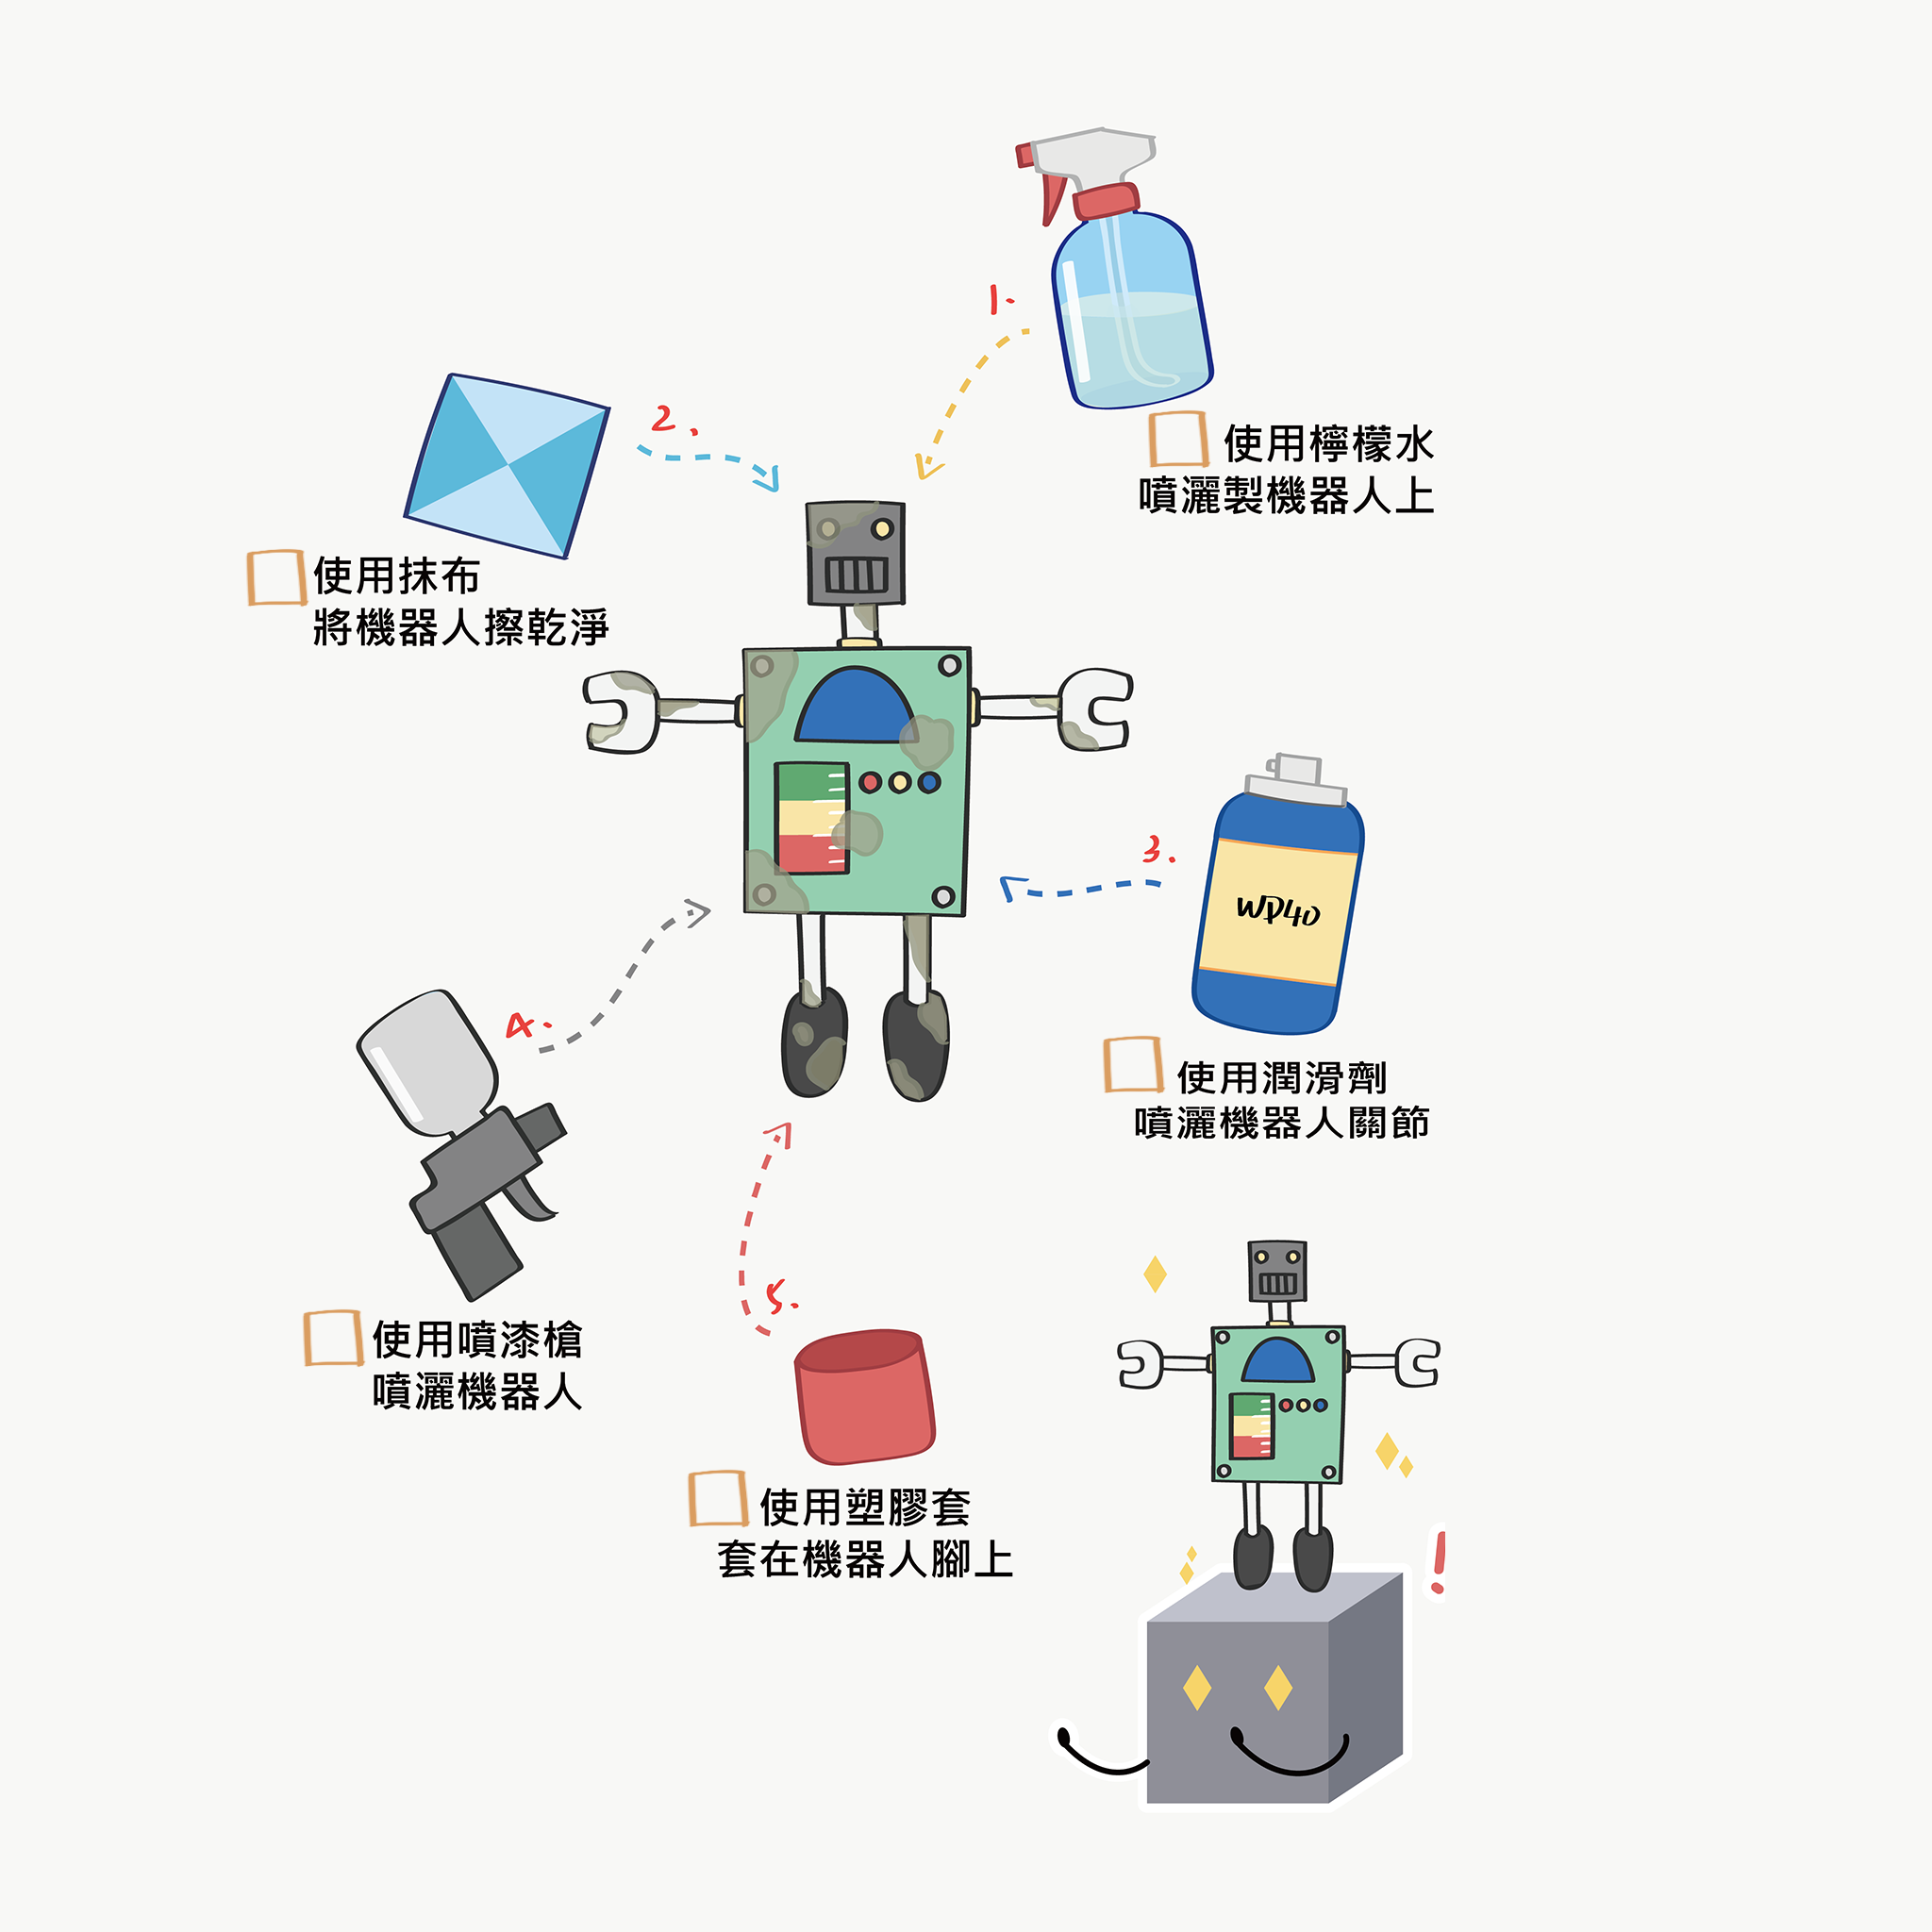 1.
使用檸檬水
噴灑製機器人上
2.
使用抹布
將機器人擦乾淨
3.
WD40
使用潤滑劑
噴灑機器人關節
4.
使用噴漆槍
噴灑機器人
5.
使用塑膠套
套在機器人腳上
!